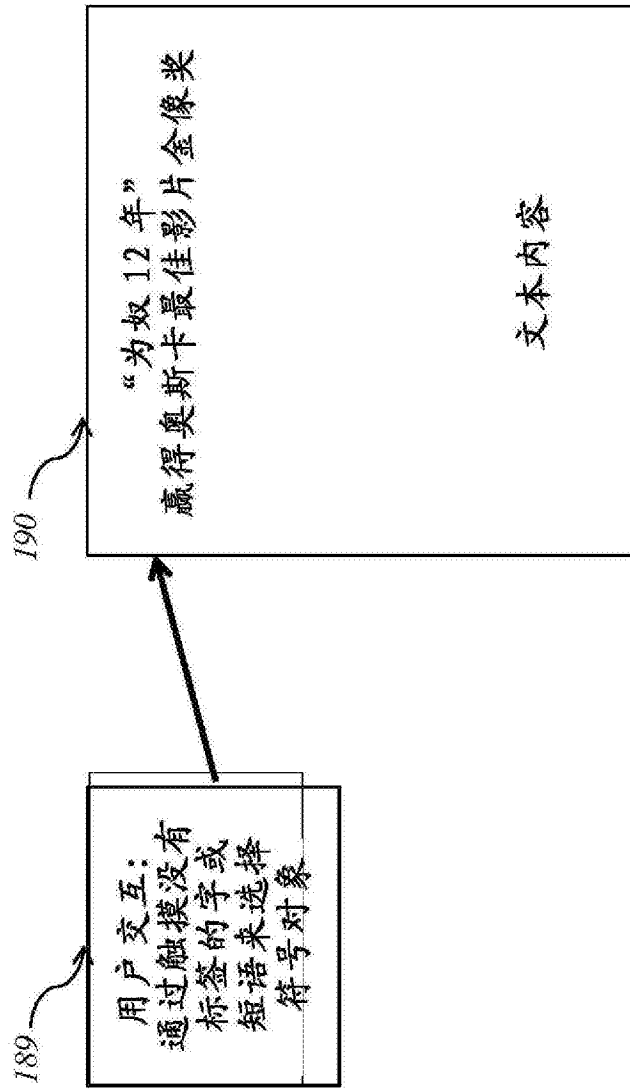 189
用户交互：
通过触摸没有
标签的字或
短语来选择
符号对象
190
“为奴12年”
赢得奥斯卡最佳影片金像奖
文本内容